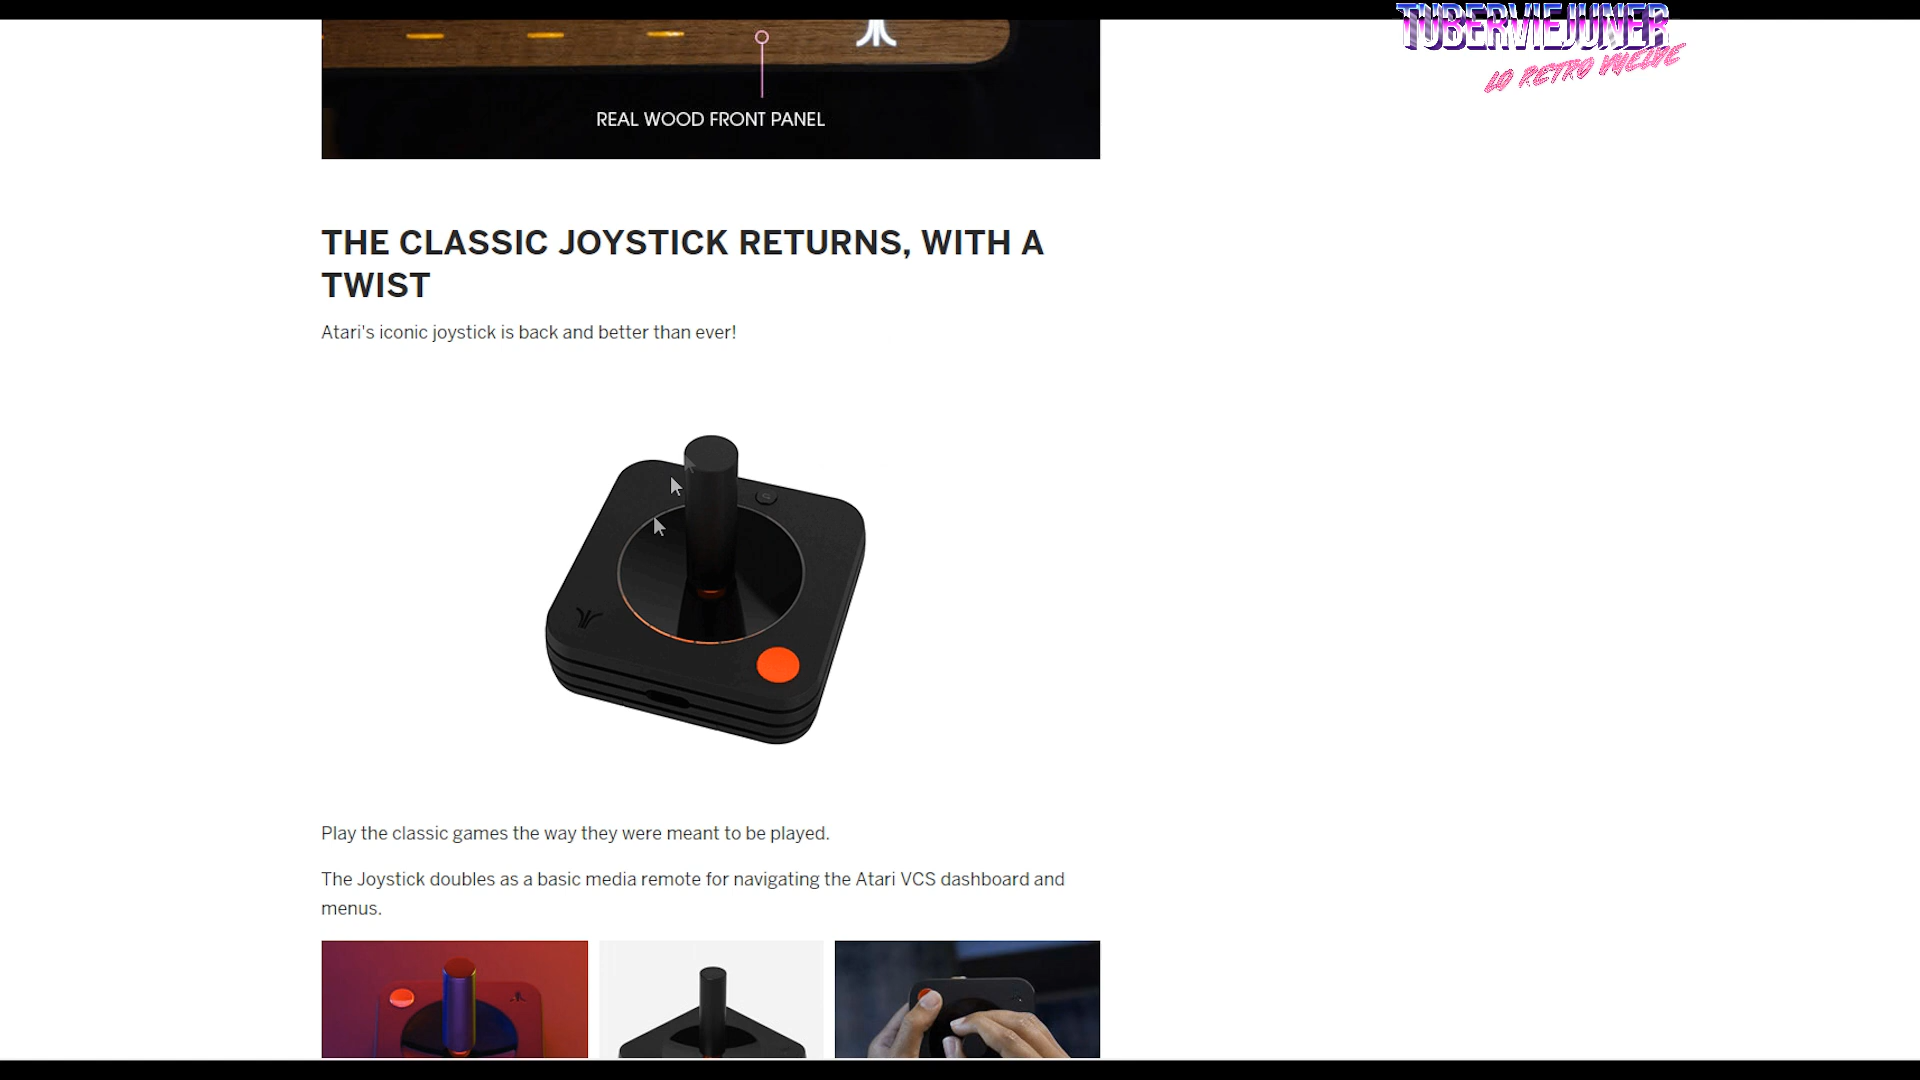 TUBERVIEJUNER
LO RETRO VUELVE
REAL WOOD FRONT PANEL
THE CLASSIC JOYSTICK RETURNS, WITH A
TWIST
Atari's iconic joystick is back and better than ever!
Play the classic games the way they were meant to be played.
The Joystick doubles as a basic media remote for navigating the Atari VCS dashboard and
menus.